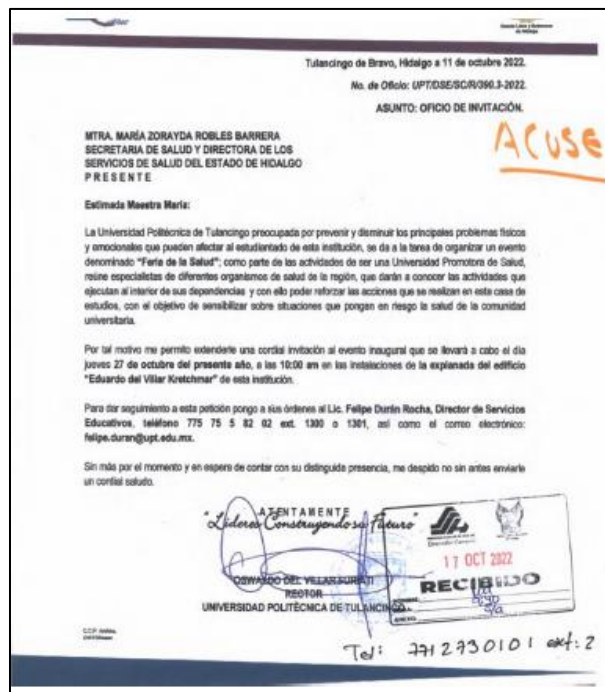 Tulancingo de Bravo, Hidalgo a 11 de octubre 2022.
No. de Oficio: UPT/DSE/SC/R/390.3-2022.
ASUNTO: OFICIO DE INVITACIÓN.
ACUSE
MTRA. MARÍA ZORAYDA ROBLES BARRERA
SECRETARIA DE SALUD Y DIRECTORA DE LOS
SERVICIOS DE SALUD DEL ESTADO DE HIDALGO
P R E S E N T E
Estimada Maestra María:
La Universidad Politécnica de Tulancingo preocupada por prevenir y disminuir los principales problemas físicos
y emocionales que pueden afectar al estudiantado de esta institución, se da a la tarea de organizar un evento
denominado "Feria de la Salud"; como parte de las actividades de ser una Universidad Promotora de Salud,
reúne especialistas de diferentes organismos de salud de la región, que darán a conocer las actividades que
ejecutan al interior de sus dependencias y con ello poder reforzar las acciones que se realizan en esta casa de
estudios, con el objetivo de sensibilizar sobre situaciones que pongan en riesgo la salud de la comunidad
universitaria.
Por tal motivo me permito extenderle una cordial invitación al evento inaugural que se llevará a cabo el día
jueves 27 de octubre del presente año, a las 10:00 am en las instalaciones de la explanada del edificio
"Eduardo del Villar Kretchmar" de esta institución.
Para dar seguimiento a esta petición pongo a sus órdenes al Lic. Felipe Durán Rocha, Director de Servicios
Educativos, teléfono 775 75 5 82 02 ext. 1300 o 1301, así como el correo electrónico:
felipe.duran@upt.edu.mx.
Sin más por el momento y en espera de contar con su distinguida presencia, me despido no sin antes enviarle
un cordial saludo.
A T E N T A M E N T E
"Líderes Construyendo su Futuro"
17 OCT 2022
RECIBIDO
OSWALDO DEL VILLAR
RECTOR
UNIVERSIDAD POLITÉCNICA DE TULANCINGO
Tel: 7712730101 ext: 2